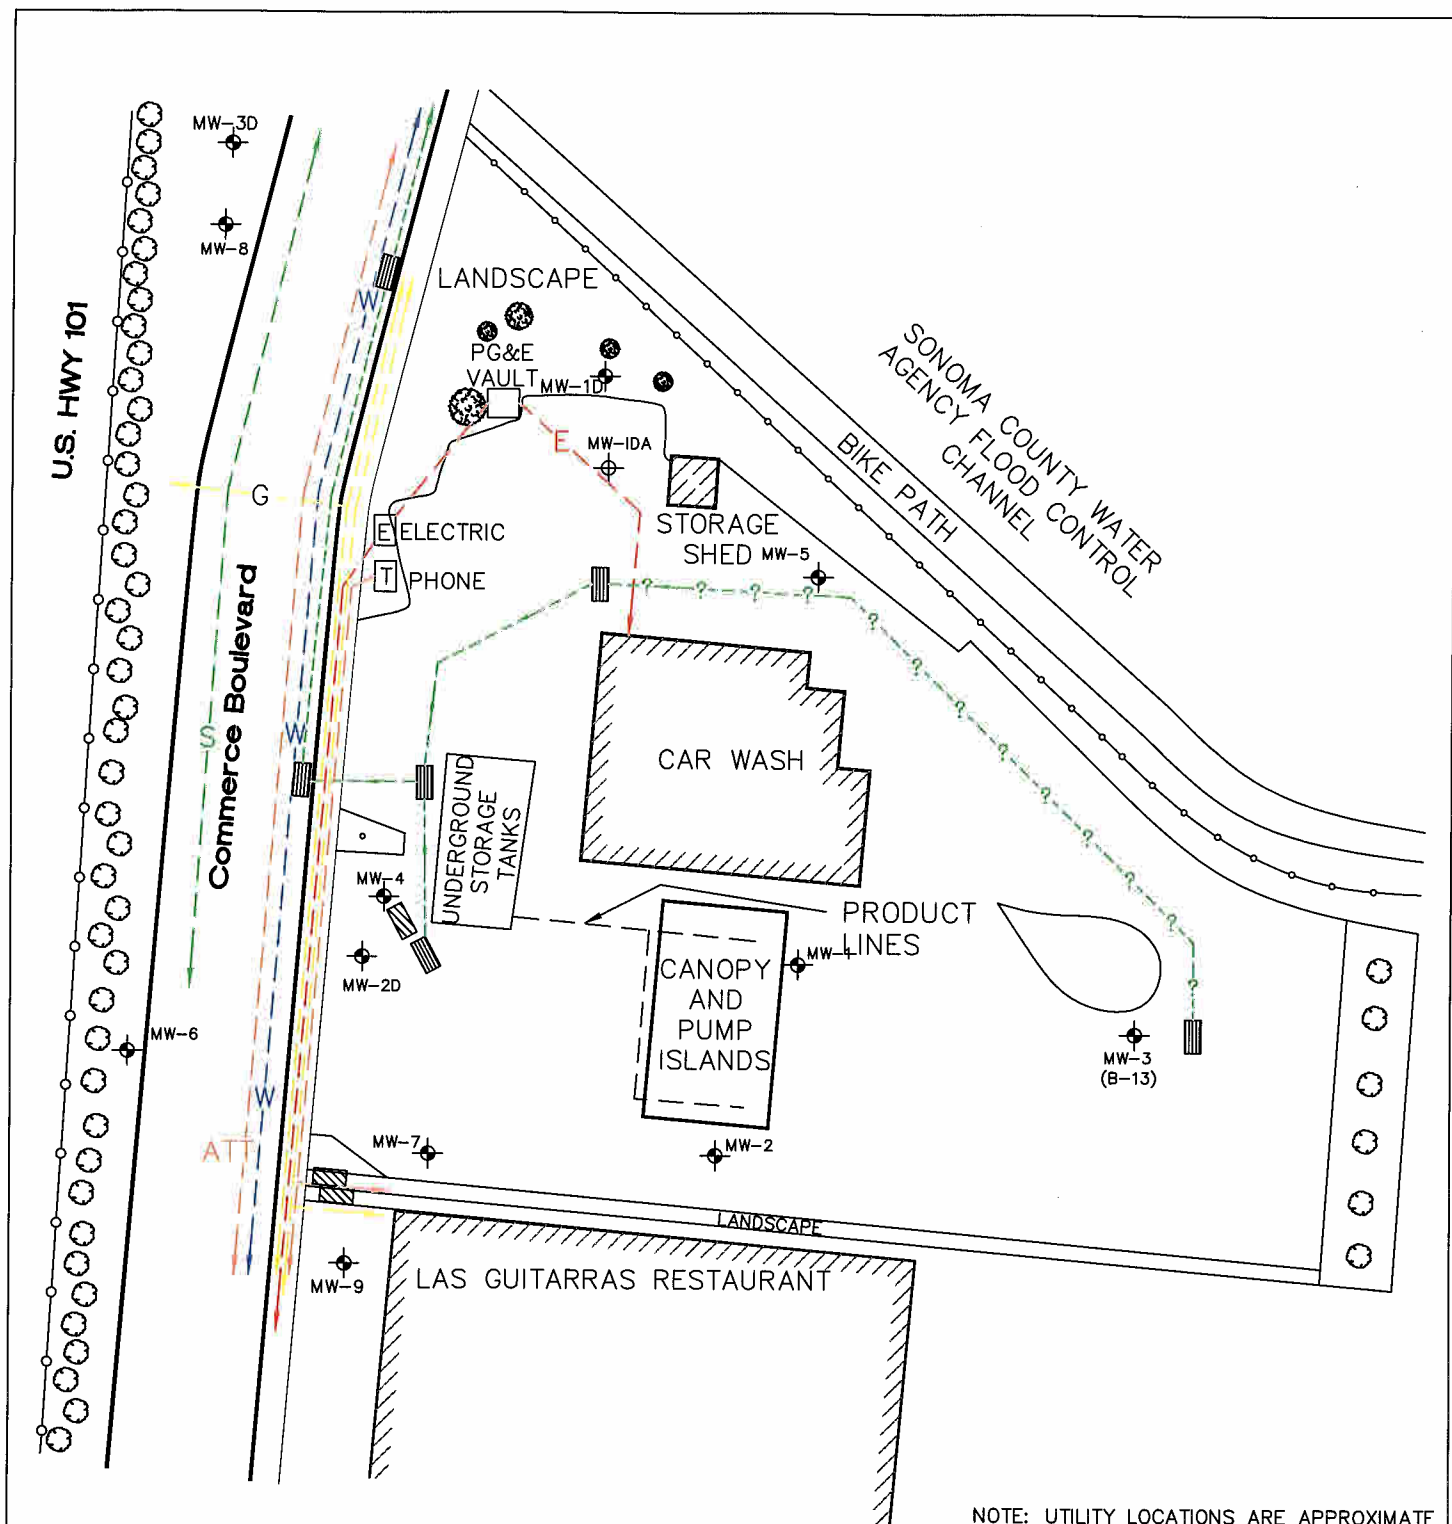 MW-3D
MW-8
U.S. HWY 101
LANDSCAPE
W
PG&E
VAULT
MW-1D
E
MW-1DA
SONOMA COUNTY WATER
AGENCY FLOOD CONTROL
CHANNEL
BIKE PATH
G
E
ELECTRIC
T
PHONE
STORAGE
SHED
MW-5
? ? ? ?
? ? ? ? ? ? ? ? ?
Commerce Boulevard
S
W
CAR WASH
UNDERGROUND
STORAGE
TANKS
MW-4
MW-2D
PRODUCT
LINES
MW-1
CANOPY
AND
PUMP
ISLANDS
MW-6
MW-3
(B-13)
W
ATT
MW-7
MW-2
LANDSCAPE
MW-9
LAS GUITARRAS RESTAURANT
NOTE: UTILITY LOCATIONS ARE APPROXIMATE